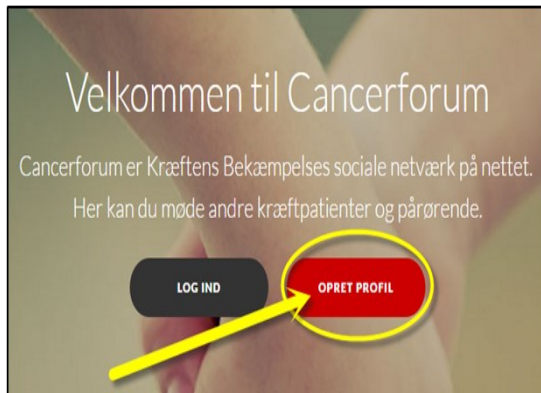 Velkommen til Cancerforum
Cancerforum er Kræftens Bekæmpelses sociale netværk på nettet.
Her kan du møde andre kræftpatienter og pårørende.
LOG IND
OPRET PROFIL